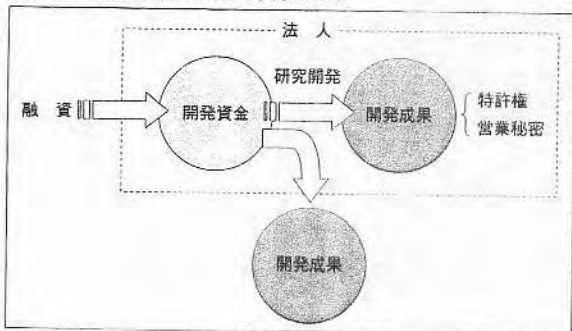 法人
融資
開発資金
研究開発
開発成果
特許権
営業秘密
開発成果